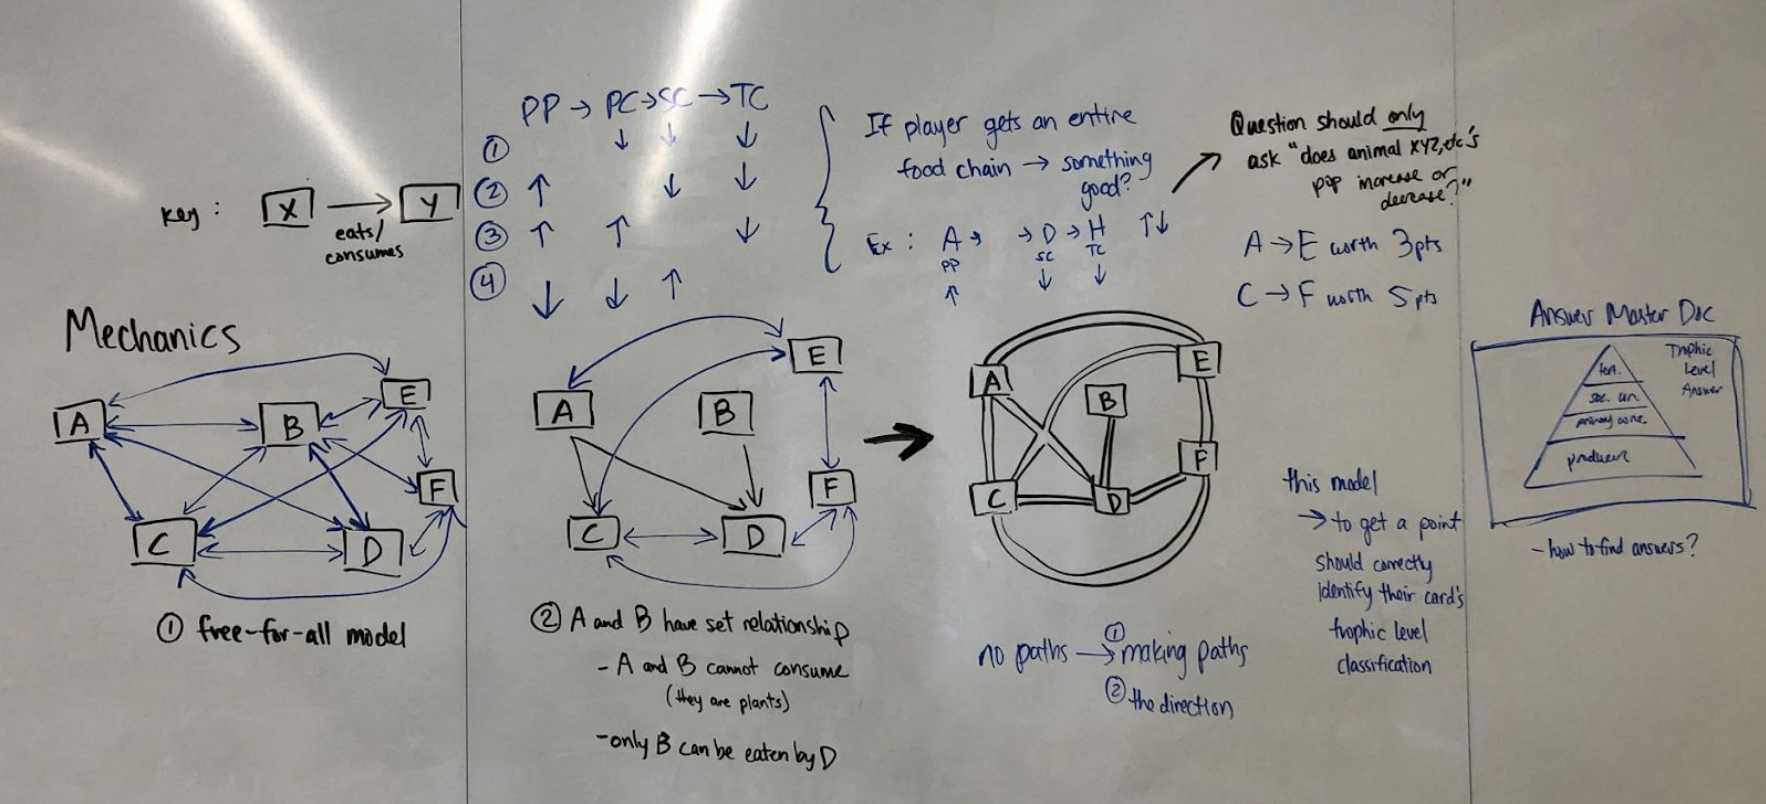 key : X → Y
eats/
consumes
PP → PC → SC → TC
① ↓ ↓ ↓
② ↑ ↓ ↓
③ ↑ ↑ ↓
④ ↓ ↓ ↑
If player gets an entire
food chain → something
good?
Ex : A → → D → H ↑↓
PP SC TC
↑ ↓ ↓
Question should only
ask "does animal XYZ, etc's
pop increase or
decrease?"
A → E worth 3pts
C → F worth 5pts
Mechanics
A
B
E
F
C
D
① free-for-all model
A
B
E
F
C
D
② A and B have set relationship
- A and B cannot consume
(they are plants)
- only B can be eaten by D
A
B
E
F
C
D
no paths → ① making paths
② the direction
this model
→ to get a point
should correctly
identify their card's
trophic level
classification
Answer Master Doc
Trophic
Level
Answer
tert.
sec. con.
primary cons.
producer
- how to find answers?